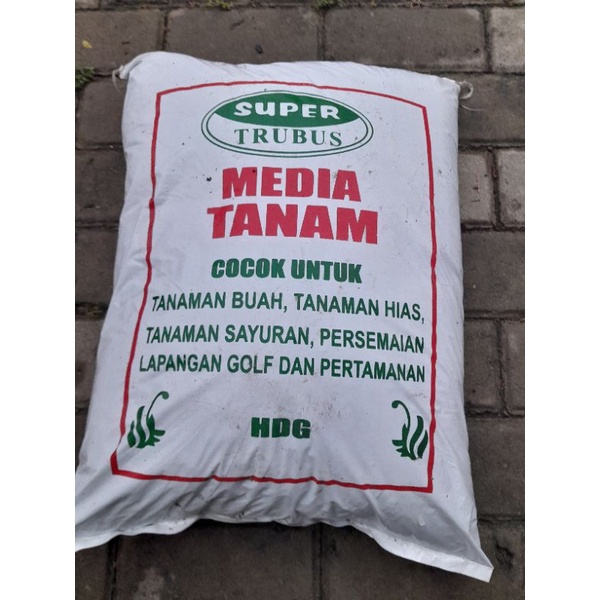 SUPER
TRUBUS
MEDIA
TANAM
COCOK UNTUK
TANAMAN BUAH, TANAMAN HIAS,
TANAMAN SAYURAN, PERSEMAIAN
LAPANGAN GOLF DAN PERTAMANAN
HDG